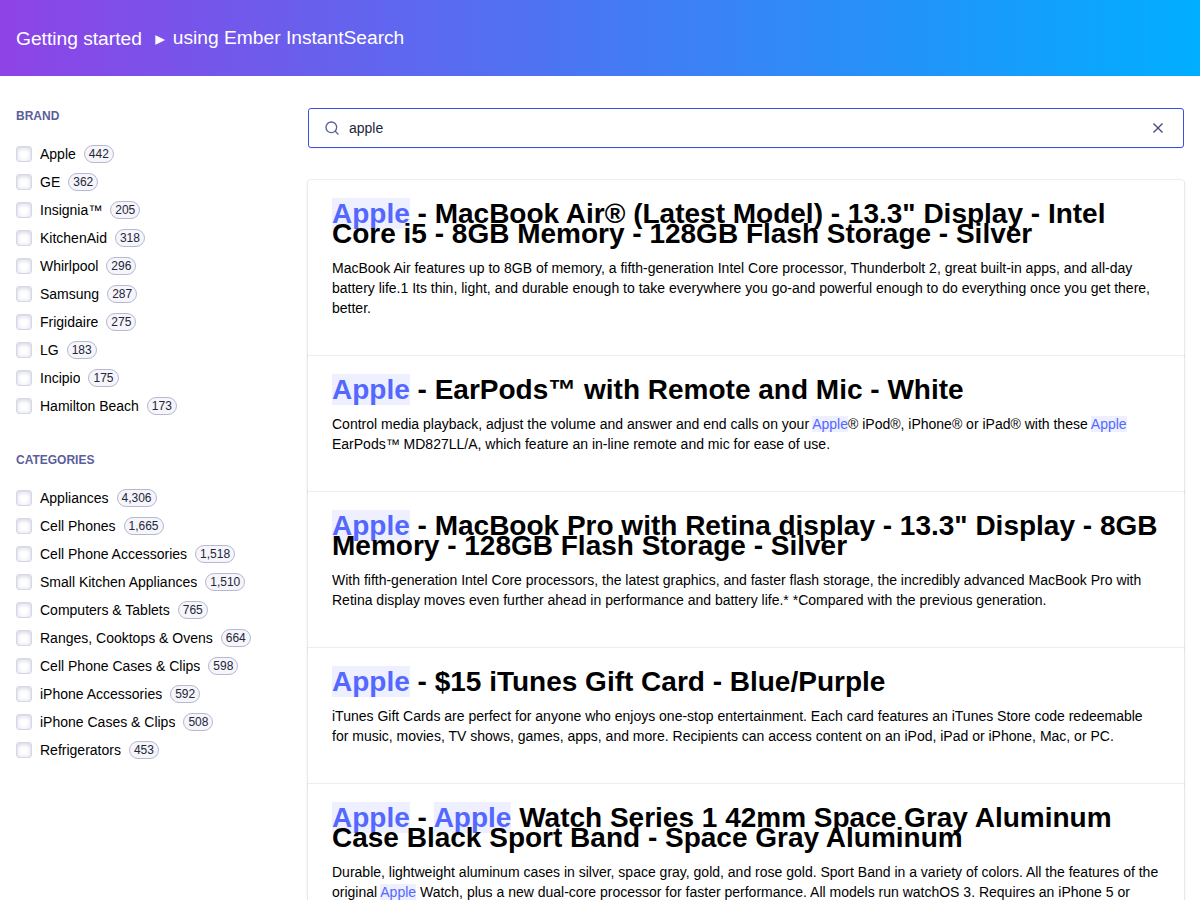 Getting started ▸ using Ember InstantSearch
BRAND
Apple 442
GE 362
Insignia™ 205
KitchenAid 318
Whirlpool 296
Samsung 287
Frigidaire 275
LG 183
Incipio 175
Hamilton Beach 173
CATEGORIES
Appliances 4,306
Cell Phones 1,665
Cell Phone Accessories 1,518
Small Kitchen Appliances 1,510
Computers & Tablets 765
Ranges, Cooktops & Ovens 664
Cell Phone Cases & Clips 598
iPhone Accessories 592
iPhone Cases & Clips 508
Refrigerators 453
apple
Apple - MacBook Air® (Latest Model) - 13.3" Display - Intel
Core i5 - 8GB Memory - 128GB Flash Storage - Silver
MacBook Air features up to 8GB of memory, a fifth-generation Intel Core processor, Thunderbolt 2, great built-in apps, and all-day
battery life.1 Its thin, light, and durable enough to take everywhere you go-and powerful enough to do everything once you get there,
better.
Apple - EarPods™ with Remote and Mic - White
Control media playback, adjust the volume and answer and end calls on your Apple® iPod®, iPhone® or iPad® with these Apple
EarPods™ MD827LL/A, which feature an in-line remote and mic for ease of use.
Apple - MacBook Pro with Retina display - 13.3" Display - 8GB
Memory - 128GB Flash Storage - Silver
With fifth-generation Intel Core processors, the latest graphics, and faster flash storage, the incredibly advanced MacBook Pro with
Retina display moves even further ahead in performance and battery life.* *Compared with the previous generation.
Apple - $15 iTunes Gift Card - Blue/Purple
iTunes Gift Cards are perfect for anyone who enjoys one-stop entertainment. Each card features an iTunes Store code redeemable
for music, movies, TV shows, games, apps, and more. Recipients can access content on an iPod, iPad or iPhone, Mac, or PC.
Apple - Apple Watch Series 1 42mm Space Gray Aluminum
Case Black Sport Band - Space Gray Aluminum
Durable, lightweight aluminum cases in silver, space gray, gold, and rose gold. Sport Band in a variety of colors. All the features of the
original Apple Watch, plus a new dual-core processor for faster performance. All models run watchOS 3. Requires an iPhone 5 or